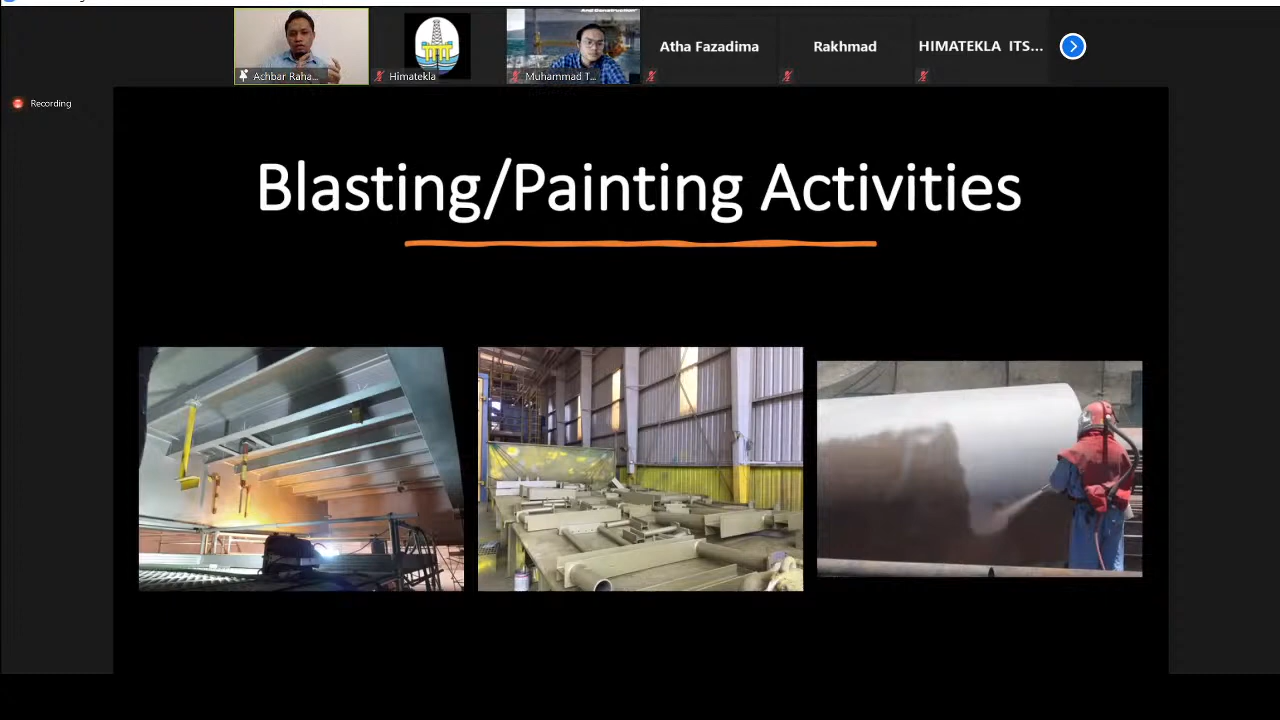 Achbar Raha...
Himatekla
Muhammad T...
Atha Fazadima
Rakhmad
HIMATEKLA ITS...
Recording
Blasting/Painting Activities